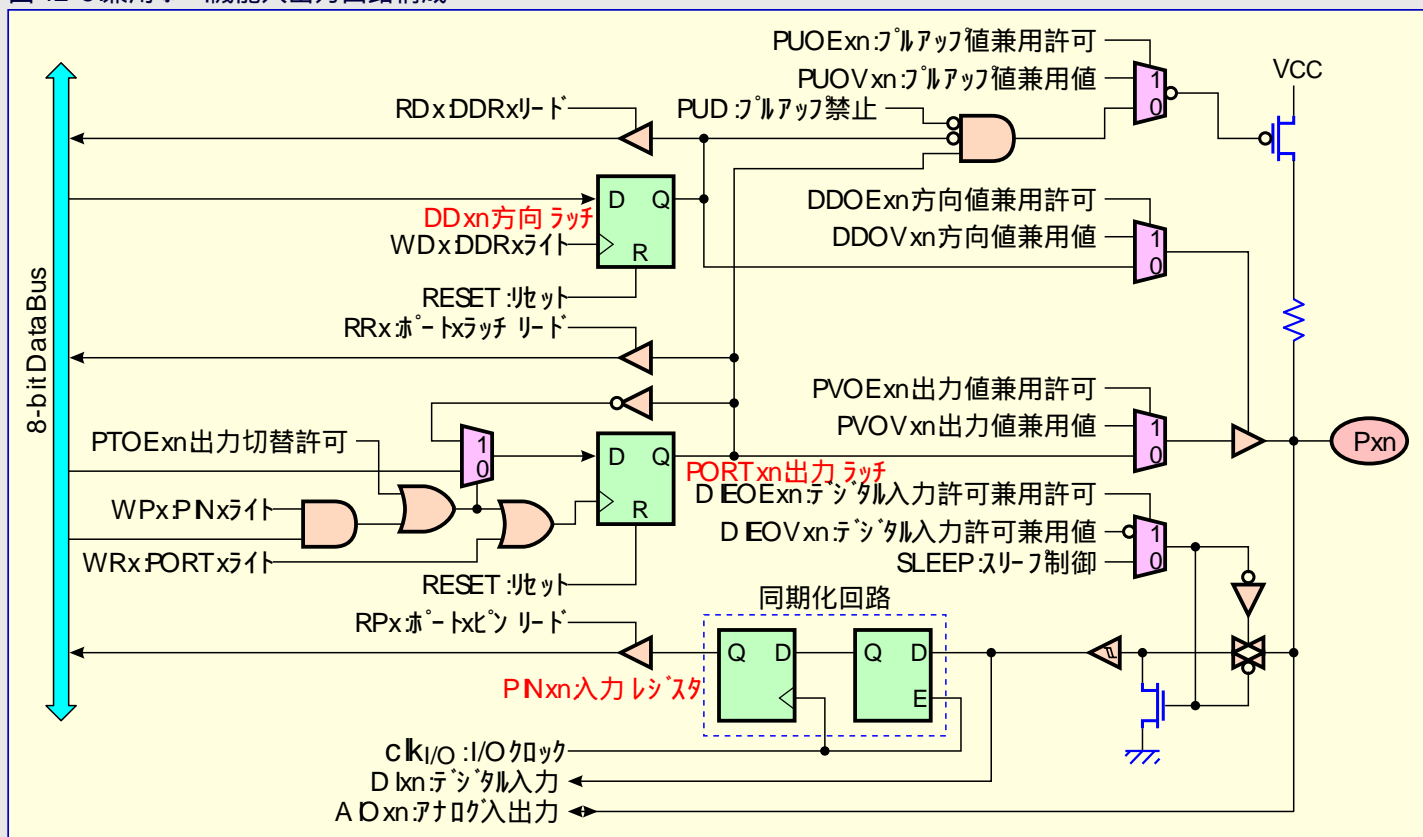 PUOExn:プルアップ値兼用許可
PUOVxn:プルアップ値兼用値
VCC
1
0
RDx:DDRxリード
PUD:プルアップ禁止
D Q
DDxn方向ラッチ
WDx:DDRxライト
R
RESET:リセット
DDOExn方向値兼用許可
DDOVxn方向値兼用値
1
0
8-bit Data Bus
RRx:ポートxラッチ リード
PVOExn出力値兼用許可
PVOVxn出力値兼用値
1
0
Pxn
PTOExn出力切替許可
1
0
D Q
PORTxn出力ラッチ
R
WPx:PINxライト
WRx:PORTxライト
RESET:リセット
DIEOExn:デジタル入力許可兼用許可
DIEOVxn:デジタル入力許可兼用値
SLEEP:スリープ制御
1
0
同期化回路
RPx:ポートxピン リード
Q D
Q D
E
PINxn入力レジスタ
clkI/O:I/Oクロック
DIxn:デジタル入力
AIOxn:アナログ入出力